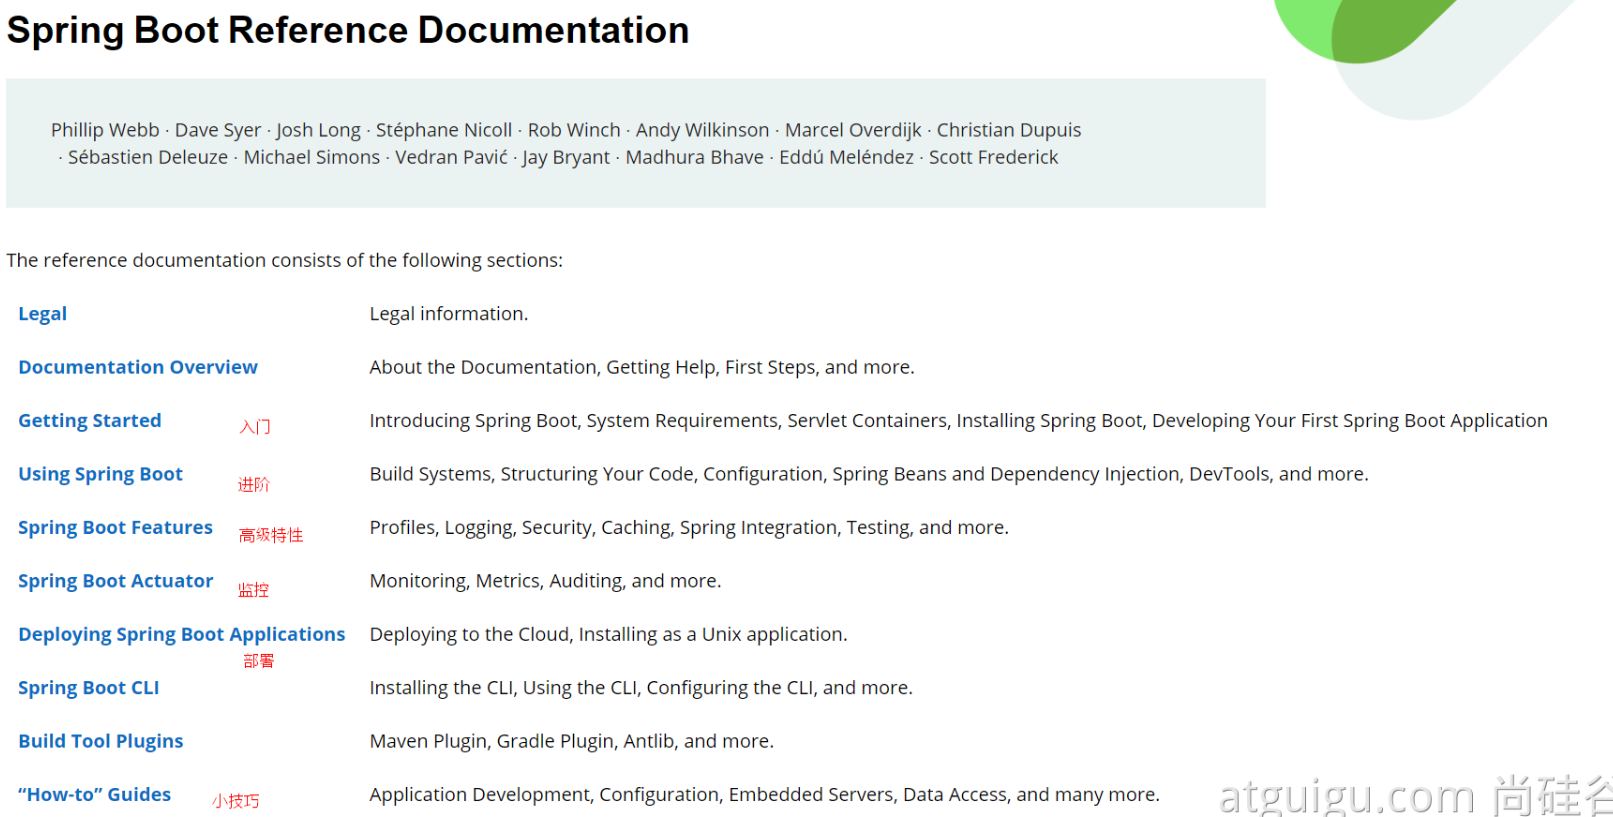 Spring Boot Reference Documentation
Phillip Webb · Dave Syer · Josh Long · Stéphane Nicoll · Rob Winch · Andy Wilkinson · Marcel Overdijk · Christian Dupuis
· Sébastien Deleuze · Michael Simons · Vedran Pavić · Jay Bryant · Madhura Bhave · Eddú Meléndez · Scott Frederick
The reference documentation consists of the following sections:
Legal Legal information.
Documentation Overview About the Documentation, Getting Help, First Steps, and more.
Getting Started 入门 Introducing Spring Boot, System Requirements, Servlet Containers, Installing Spring Boot, Developing Your First Spring Boot Application
Using Spring Boot 进阶 Build Systems, Structuring Your Code, Configuration, Spring Beans and Dependency Injection, DevTools, and more.
Spring Boot Features 高级特性 Profiles, Logging, Security, Caching, Spring Integration, Testing, and more.
Spring Boot Actuator 监控 Monitoring, Metrics, Auditing, and more.
Deploying Spring Boot Applications Deploying to the Cloud, Installing as a Unix application.
部署
Spring Boot CLI Installing the CLI, Using the CLI, Configuring the CLI, and more.
Build Tool Plugins Maven Plugin, Gradle Plugin, Antlib, and more.
“How-to” Guides 小技巧 Application Development, Configuration, Embedded Servers, Data Access, and many more.
atguigu.com 尚硅谷